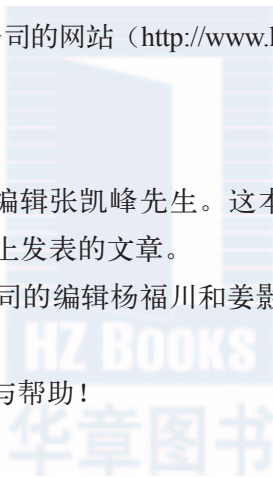 司的网站（http://www.h
编辑张凯峰先生。这本
上发表的文章。
司的编辑杨福川和姜影
与帮助！
HZ BOOKS
华章图书